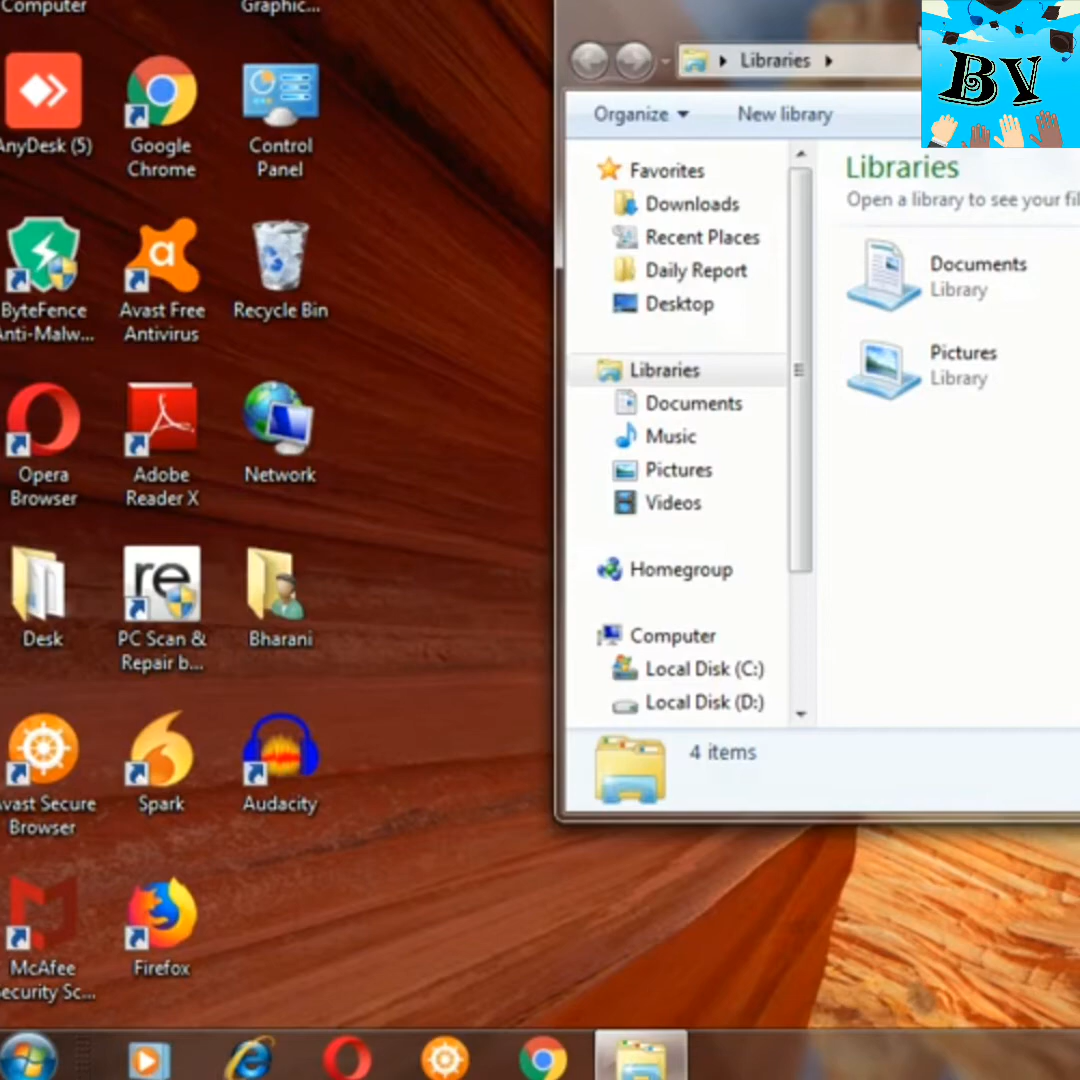 Computer
Graphic...
AnyDesk (5)
Google
Chrome
Control
Panel
ByteFence
Anti-Malw...
Avast Free
Antivirus
Recycle Bin
Opera
Browser
Adobe
Reader X
Network
Desk
re
PC Scan &
Repair b...
Bharani
Avast Secure
Browser
Spark
Audacity
McAfee
Security Sc...
Firefox
Libraries
Organize
New library
Favorites
Downloads
Recent Places
Daily Report
Desktop
Libraries
Documents
Music
Pictures
Videos
Homegroup
Computer
Local Disk (C:)
Local Disk (D:)
Libraries
Open a library to see your fil
Documents
Library
Pictures
Library
4 items
BV